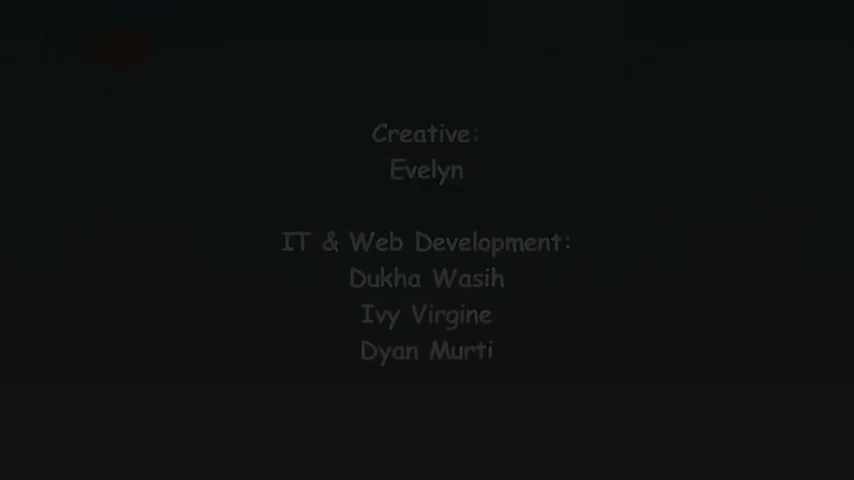 Creative:
Evelyn
IT & Web Development:
Dukha Wasih
Ivy Virgine
Dyan Murti